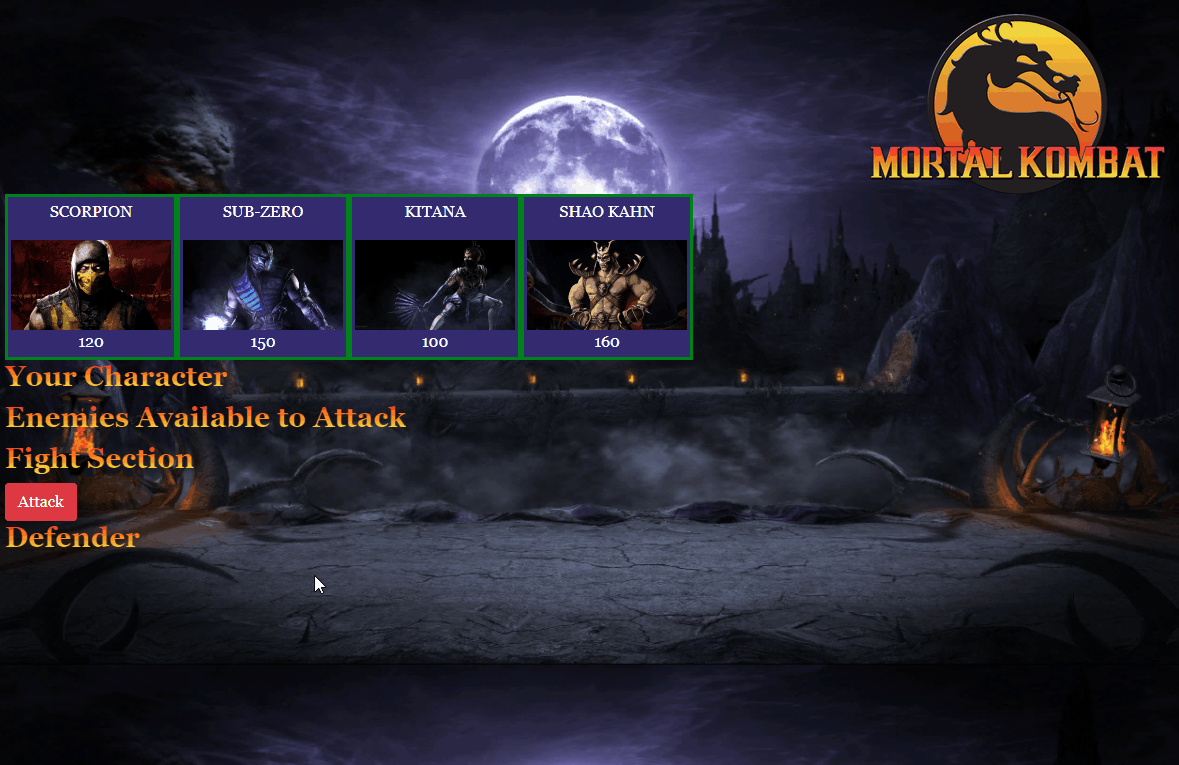 MORTAL KOMBAT
SCORPION
SUB-ZERO
KITANA
SHAO KAHN
120
150
100
160
Your Character
Enemies Available to Attack
Fight Section
Attack
Defender